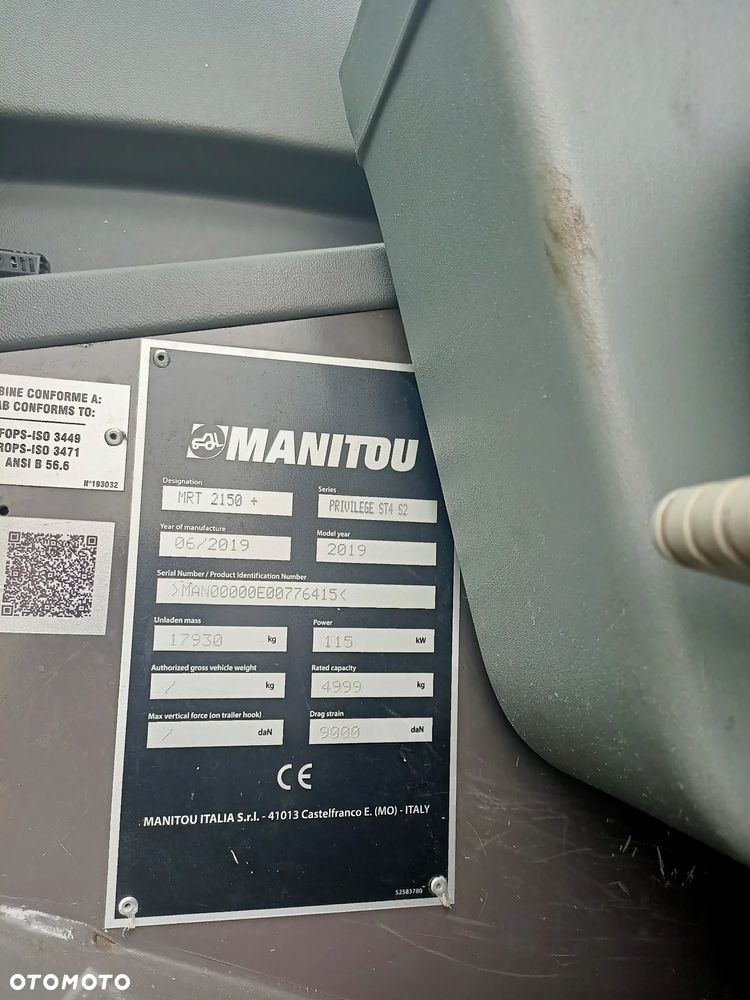 BINE CONFORME A:
AB CONFORMS TO:
FOPS-ISO 3449
ROPS-ISO 3471
ANSI B 56.6
N°193032
MANITOU
Designation
MRT 2150 +
Series
PRIVILEGE ST4 S2
Year of manufacture
06/2019
Model year
2019
Serial Number / Product Identification Number
>MAN00000E00776415<
Unladen mass
17930 kg
Power
115 kW
Authorized gross vehicle weight
/ kg
Rated capacity
4999 kg
Max vertical force (on trailer hook)
/ daN
Drag strain
9000 daN
CE
MANITOU ITALIA S.r.l. - 41013 Castelfranco E. (MO) - ITALY
52583780
OTOMOTO